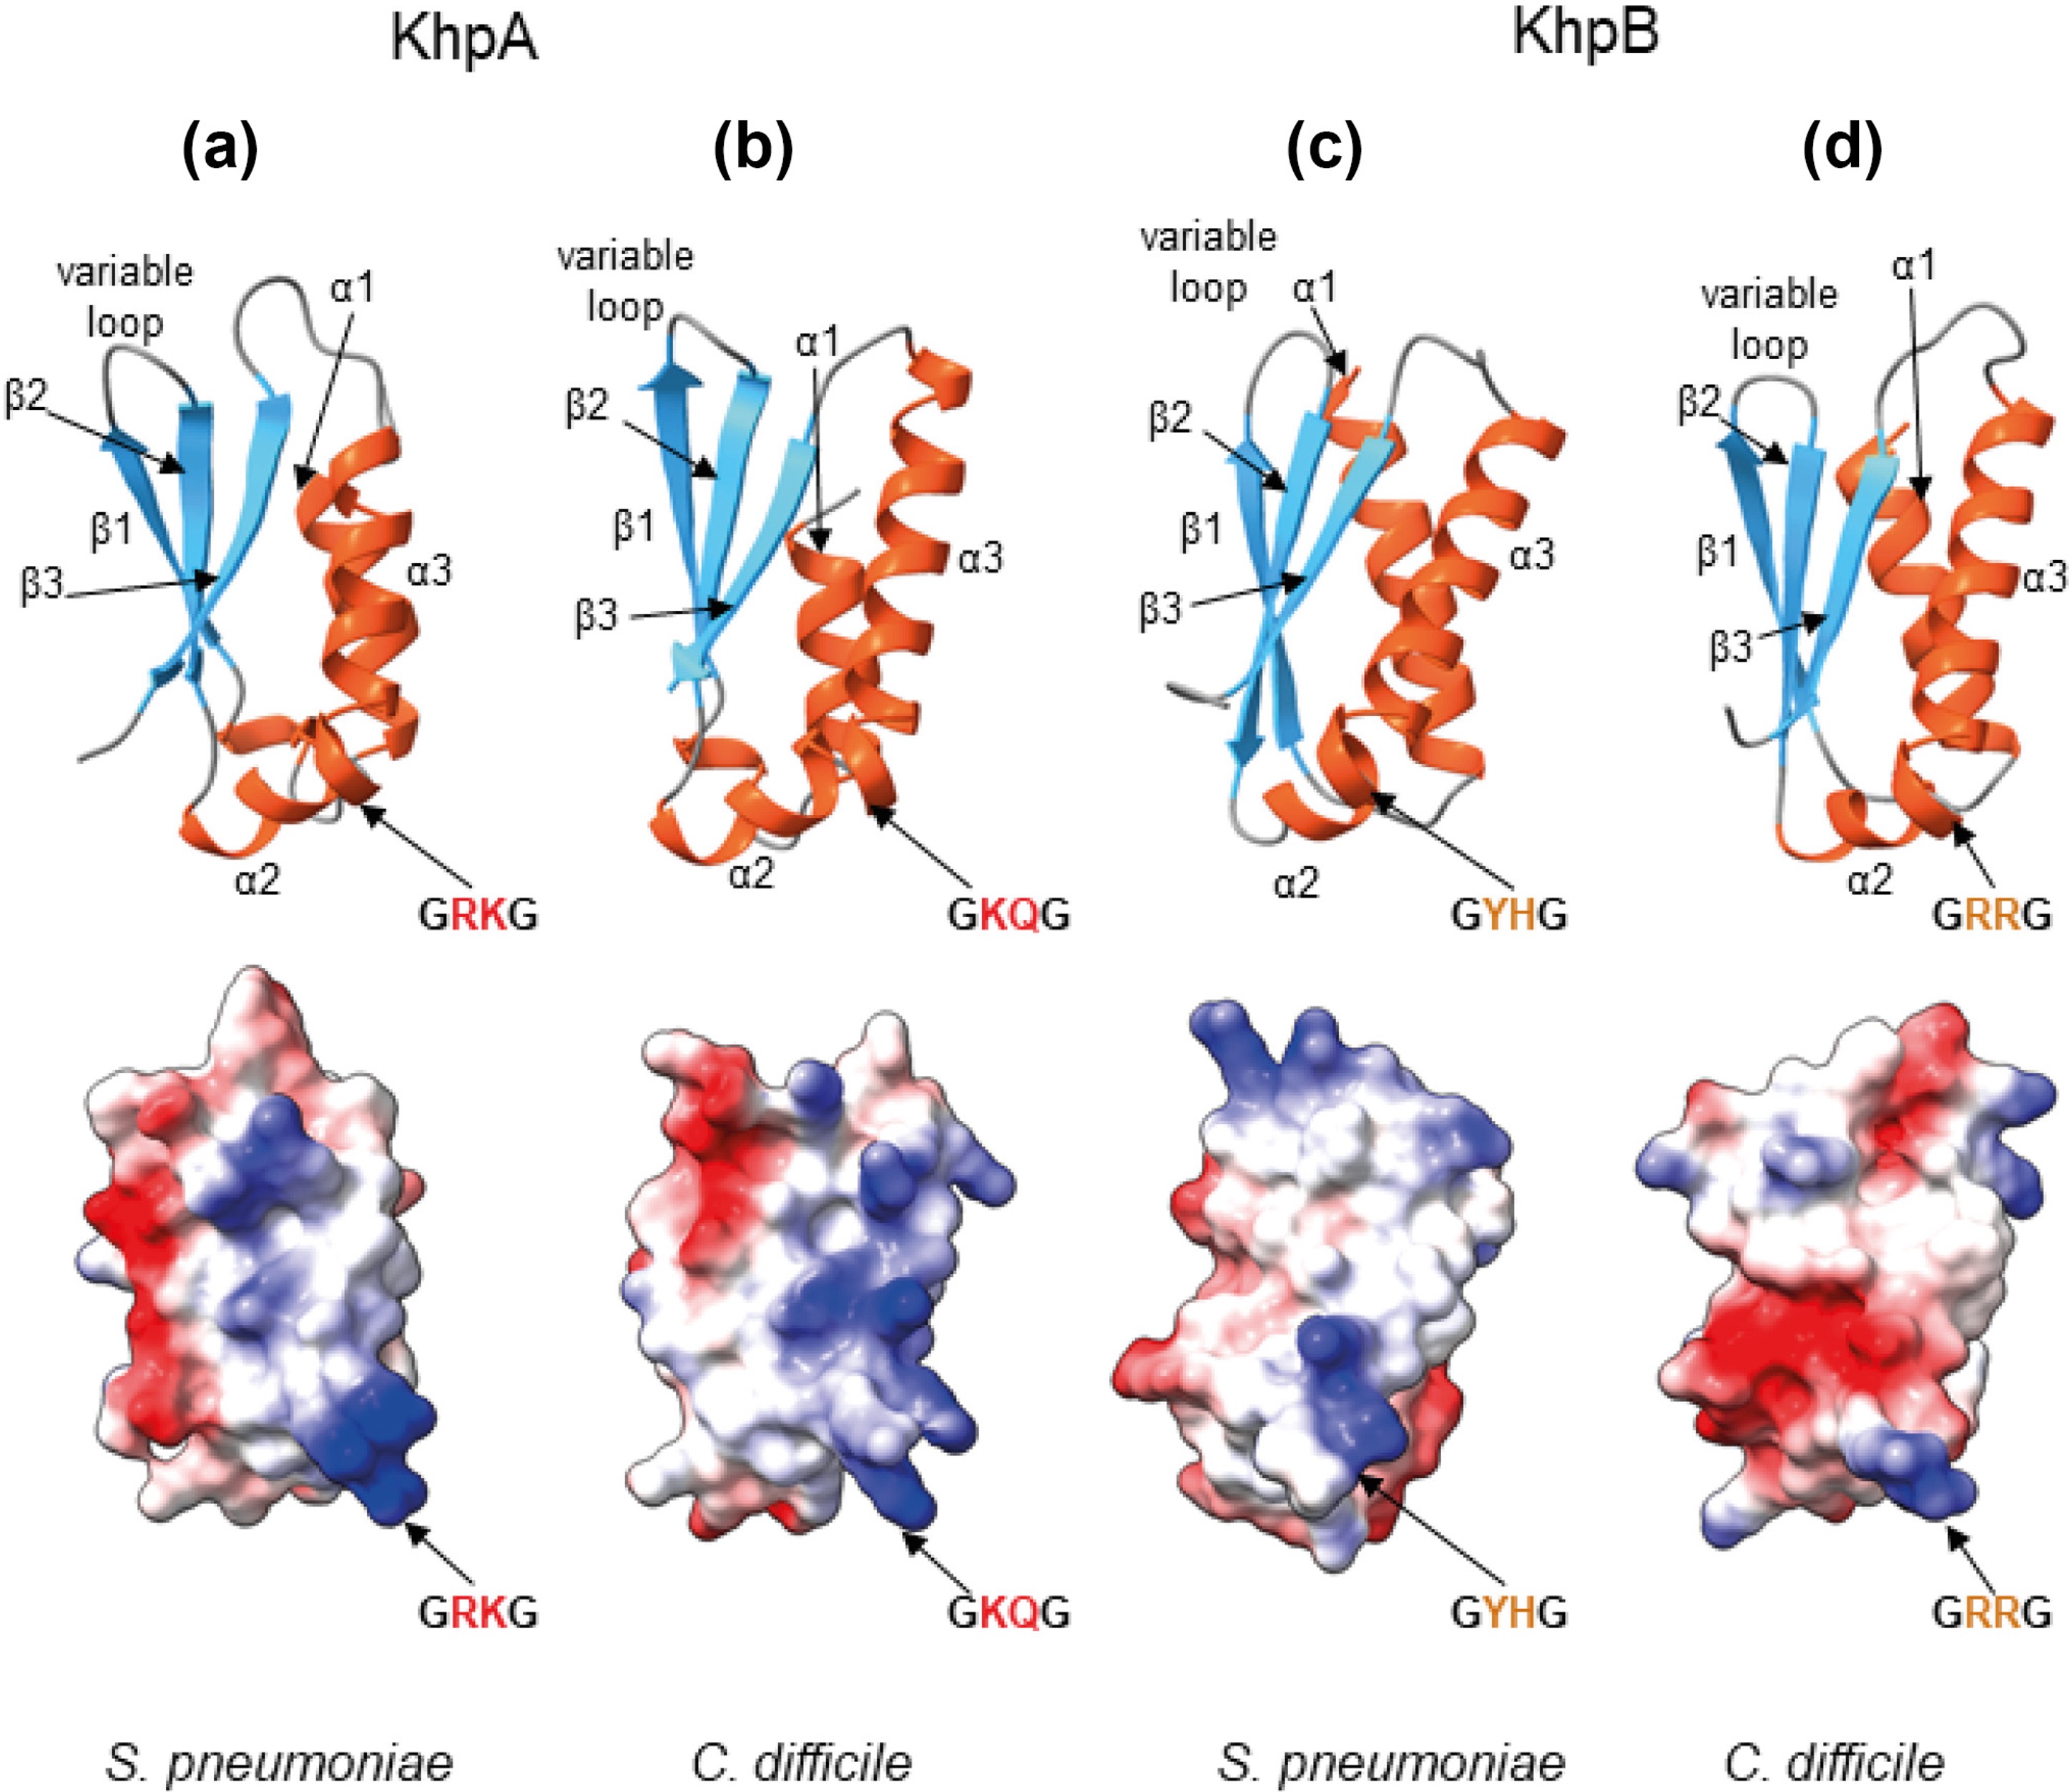 KhpA
KhpB
(a)
(b)
(c)
(d)
variable
loop
α1
β2
β1
β3
α3
α2
GRKG
variable
loop
α1
β2
β1
β3
α3
α2
GKQG
variable
loop
α1
β2
β1
β3
α3
α2
GYHG
variable
loop
α1
β2
β1
β3
α3
α2
GRRG
GRKG
GKQG
GYHG
GRRG
S. pneumoniae
C. difficile
S. pneumoniae
C. difficile